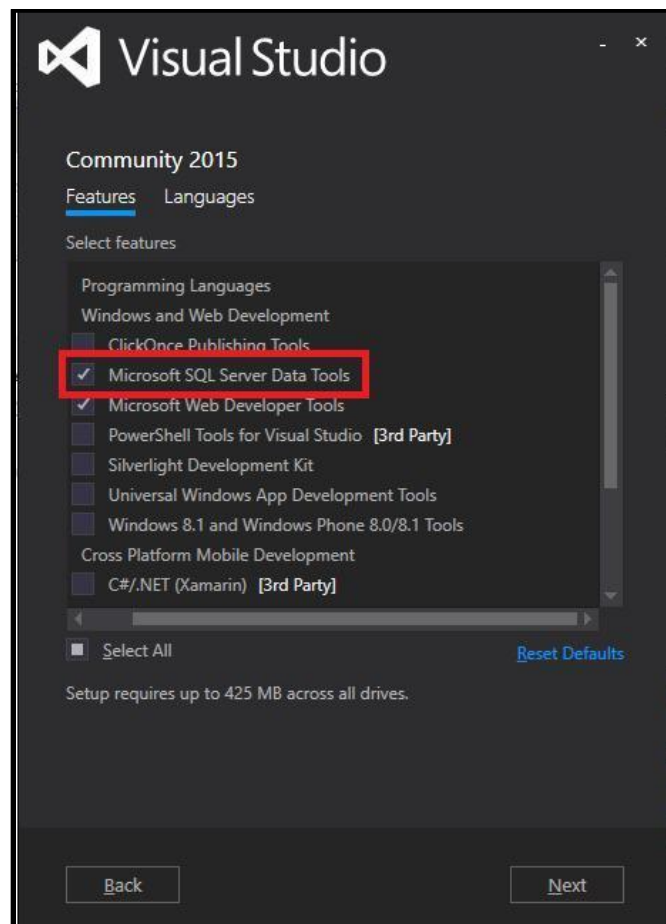 Visual Studio
Community 2015
Features Languages
Select features
Programming Languages
Windows and Web Development
ClickOnce Publishing Tools
Microsoft SQL Server Data Tools
Microsoft Web Developer Tools
PowerShell Tools for Visual Studio [3rd Party]
Silverlight Development Kit
Universal Windows App Development Tools
Windows 8.1 and Windows Phone 8.0/8.1 Tools
Cross Platform Mobile Development
C#/.NET (Xamarin) [3rd Party]
Select All Reset Defaults
Setup requires up to 425 MB across all drives.
Back Next